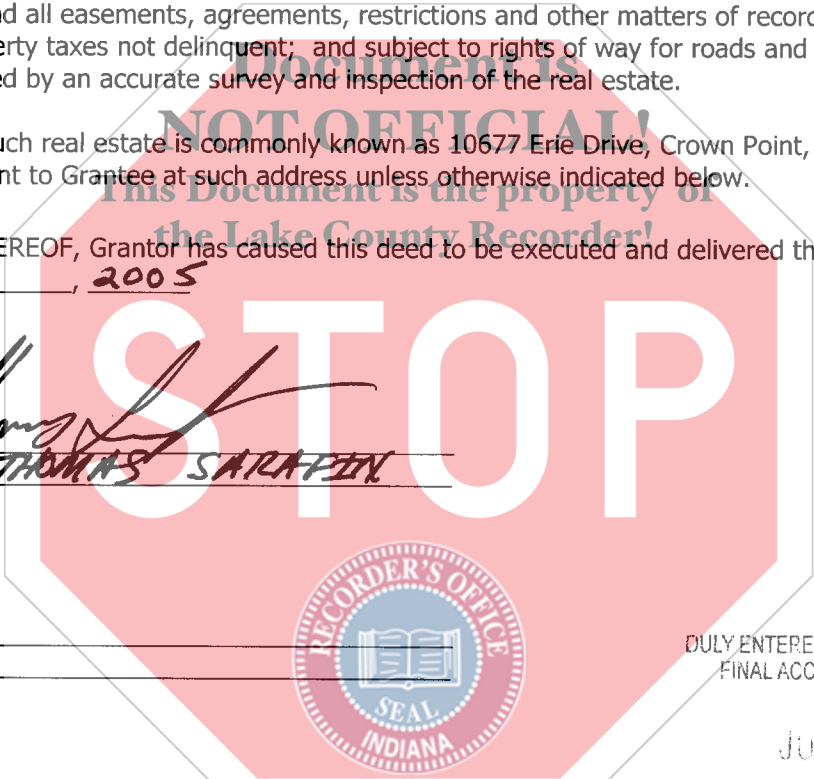 d all easements, agreements, restrictions and other matters of record
erty taxes not delinquent; and subject to rights of way for roads and
ed by an accurate survey and inspection of the real estate.
Document is
NOT OFFICIAL!
This Document is the property of
the Lake County Recorder!
uch real estate is commonly known as 10677 Erie Drive, Crown Point,
nt to Grantee at such address unless otherwise indicated below.
EREOF, Grantor has caused this deed to be executed and delivered th
, 2005
STOP
THOMAS SARAFIN
RECORDER'S OFFICE
SEAL
INDIANA
DULY ENTERE
FINAL ACC
JU